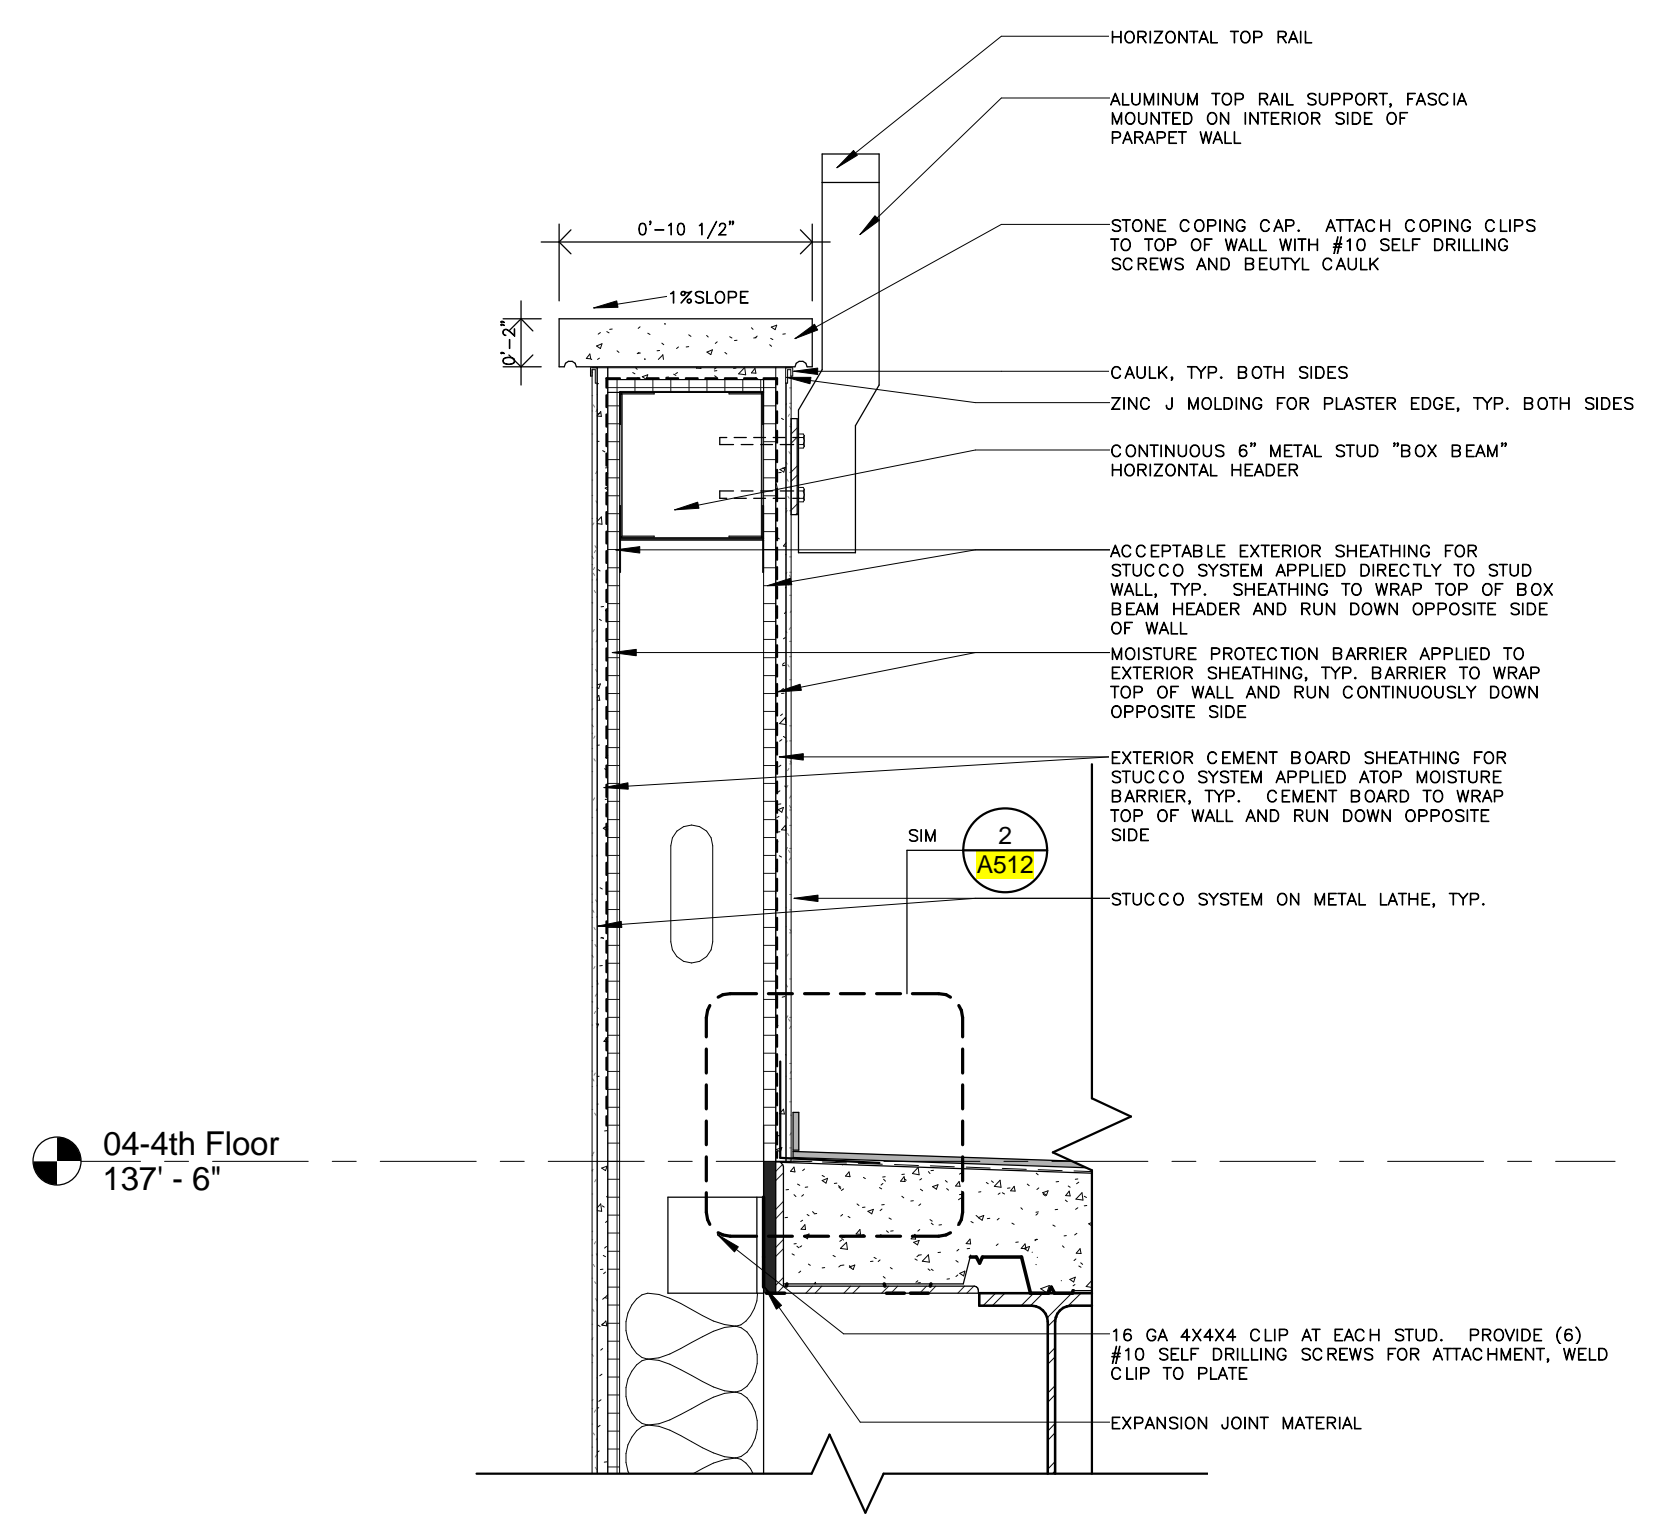 HORIZONTAL TOP RAIL
ALUMINUM TOP RAIL SUPPORT, FASCIA
MOUNTED ON INTERIOR SIDE OF
PARAPET WALL
0'-10 1/2"
STONE COPING CAP. ATTACH COPING CLIPS
TO TOP OF WALL WITH #10 SELF DRILLING
SCREWS AND BEUTYL CAULK
1%SLOPE
0'-2"
CAULK, TYP. BOTH SIDES
ZINC J MOLDING FOR PLASTER EDGE, TYP. BOTH SIDES
CONTINUOUS 6" METAL STUD "BOX BEAM"
HORIZONTAL HEADER
ACCEPTABLE EXTERIOR SHEATHING FOR
STUCCO SYSTEM APPLIED DIRECTLY TO STUD
WALL, TYP. SHEATHING TO WRAP TOP OF BOX
BEAM HEADER AND RUN DOWN OPPOSITE SIDE
OF WALL
MOISTURE PROTECTION BARRIER APPLIED TO
EXTERIOR SHEATHING, TYP. BARRIER TO WRAP
TOP OF WALL AND RUN CONTINUOUSLY DOWN
OPPOSITE SIDE
EXTERIOR CEMENT BOARD SHEATHING FOR
STUCCO SYSTEM APPLIED ATOP MOISTURE
BARRIER, TYP. CEMENT BOARD TO WRAP
TOP OF WALL AND RUN DOWN OPPOSITE
SIDE
SIM
2
A512
STUCCO SYSTEM ON METAL LATHE, TYP.
04-4th Floor
137' - 6"
16 GA 4X4X4 CLIP AT EACH STUD. PROVIDE (6)
#10 SELF DRILLING SCREWS FOR ATTACHMENT, WELD
CLIP TO PLATE
EXPANSION JOINT MATERIAL